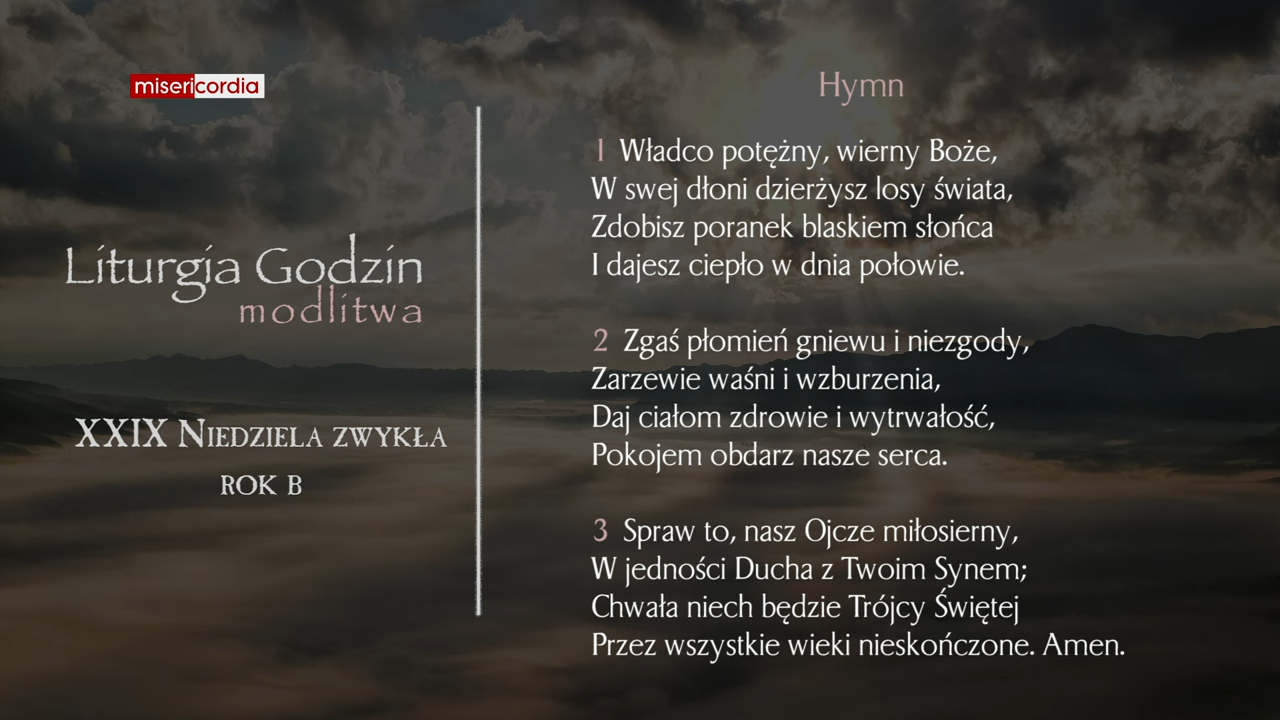 misericordia
Liturgia Godzin
modlitwa
XXIX Niedziela zwykła
rok B
Hymn
1 Władco potężny, wierny Boże,
W swej dłoni dzierżysz losy świata,
Zdobisz poranek blaskiem słońca
I dajesz ciepło w dnia połowie.
2 Zgaś płomień gniewu i niezgody,
Zarzewie waśni i wzburzenia,
Daj ciałom zdrowie i wytrwałość,
Pokojem obdarz nasze serca.
3 Spraw to, nasz Ojcze miłosierny,
W jedności Ducha z Twoim Synem;
Chwała niech będzie Trójcy Świętej
Przez wszystkie wieki nieskończone. Amen.